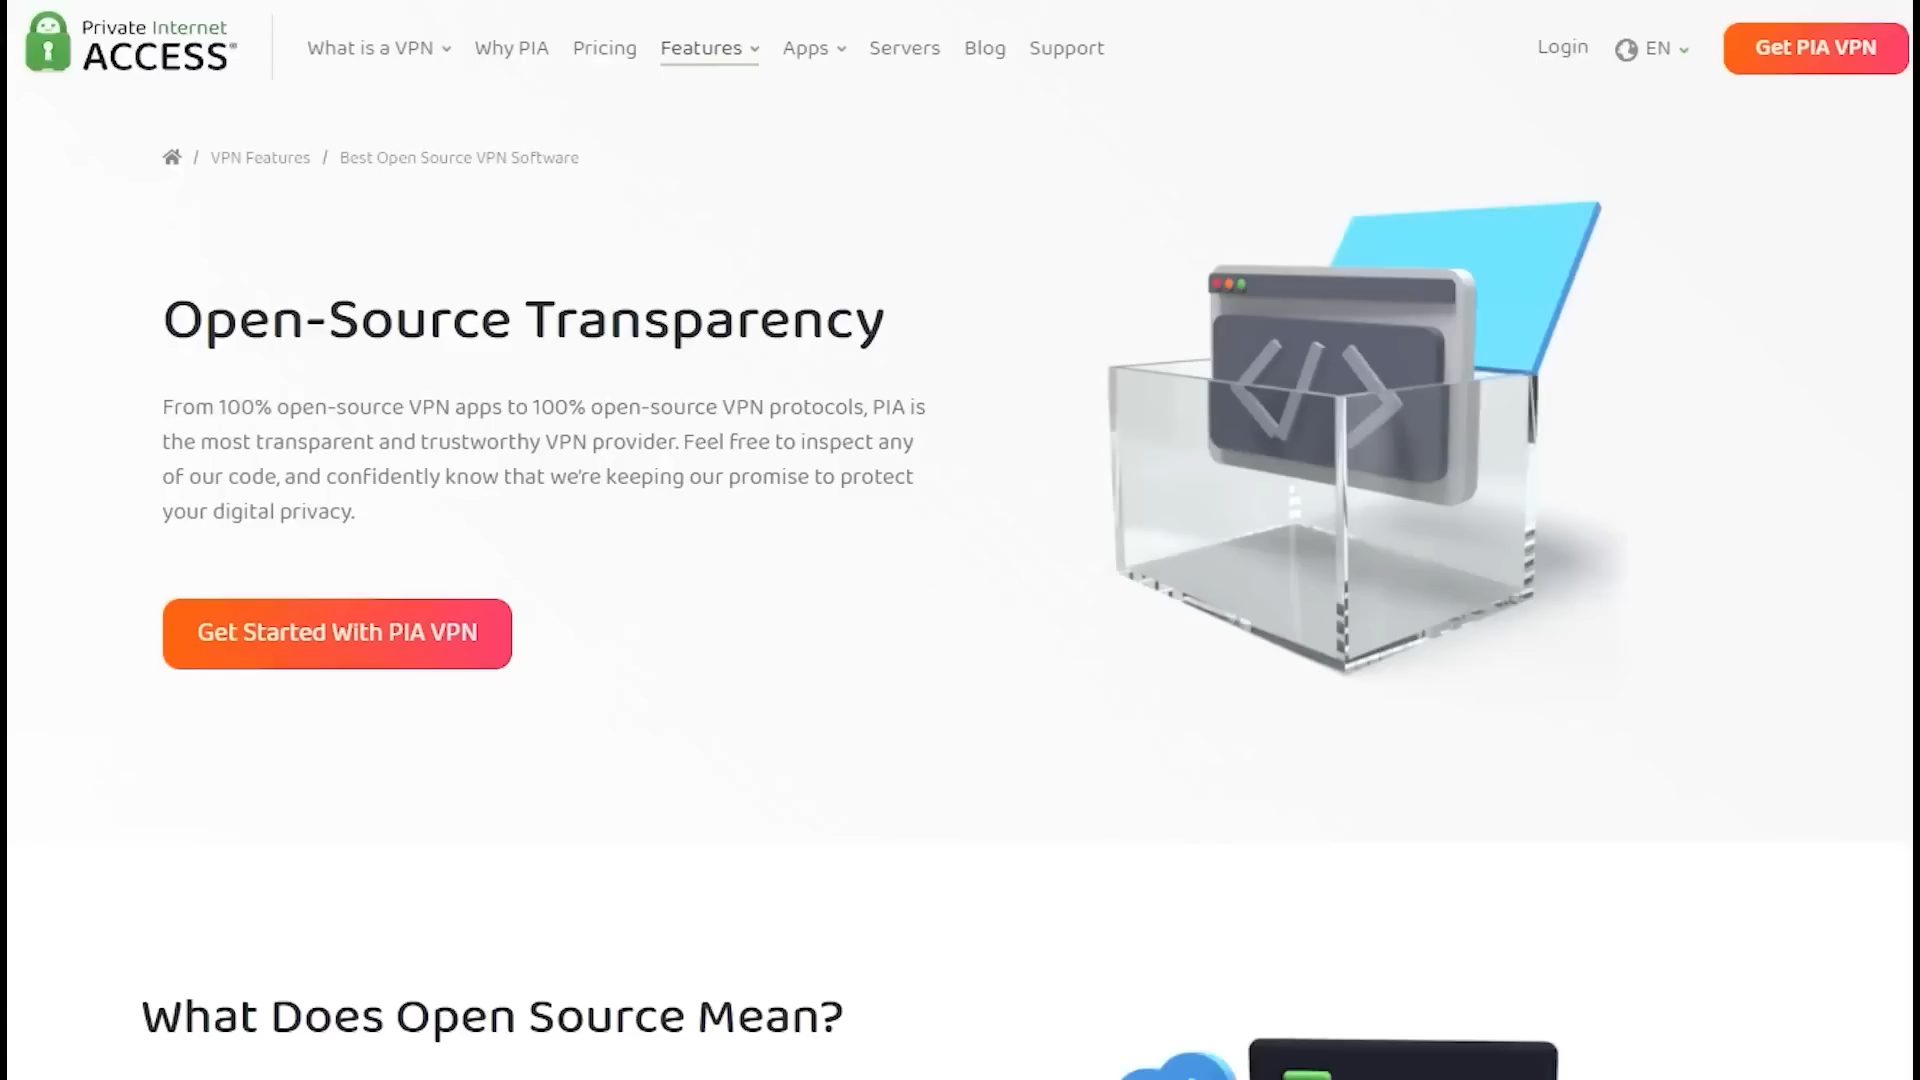 Private Internet
ACCESS®
What is a VPN
Why PIA
Pricing
Features
Apps
Servers
Blog
Support
Login
EN
Get PIA VPN
/ VPN Features / Best Open Source VPN Software
Open-Source Transparency
From 100% open-source VPN apps to 100% open-source VPN protocols, PIA is
the most transparent and trustworthy VPN provider. Feel free to inspect any
of our code, and confidently know that we're keeping our promise to protect
your digital privacy.
Get Started With PIA VPN
</>
What Does Open Source Mean?